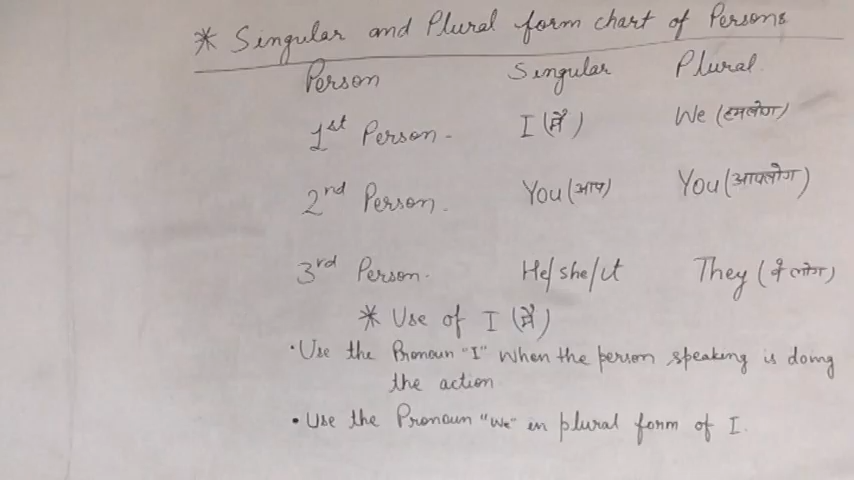 * Singular and Plural form chart of Persons
Person Singular Plural.
1st Person - I (मैं) We (हमलोग)
2nd Person. You (आप) You (आपलोग)
3rd Person. He/she/it They (वे लोग)
* Use of I (मैं)
• Use the Pronoun "I" when the person speaking is doing
the action
• Use the Pronoun "We" in plural form of I.